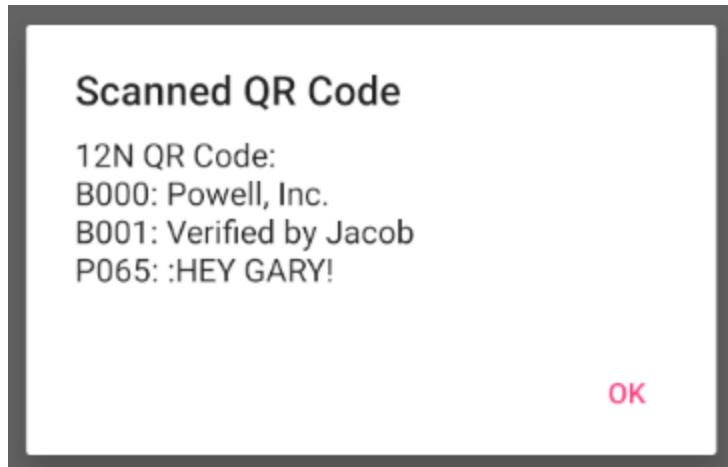 Scanned QR Code
12N QR Code:
B000: Powell, Inc.
B001: Verified by Jacob
P065: :HEY GARY!
OK